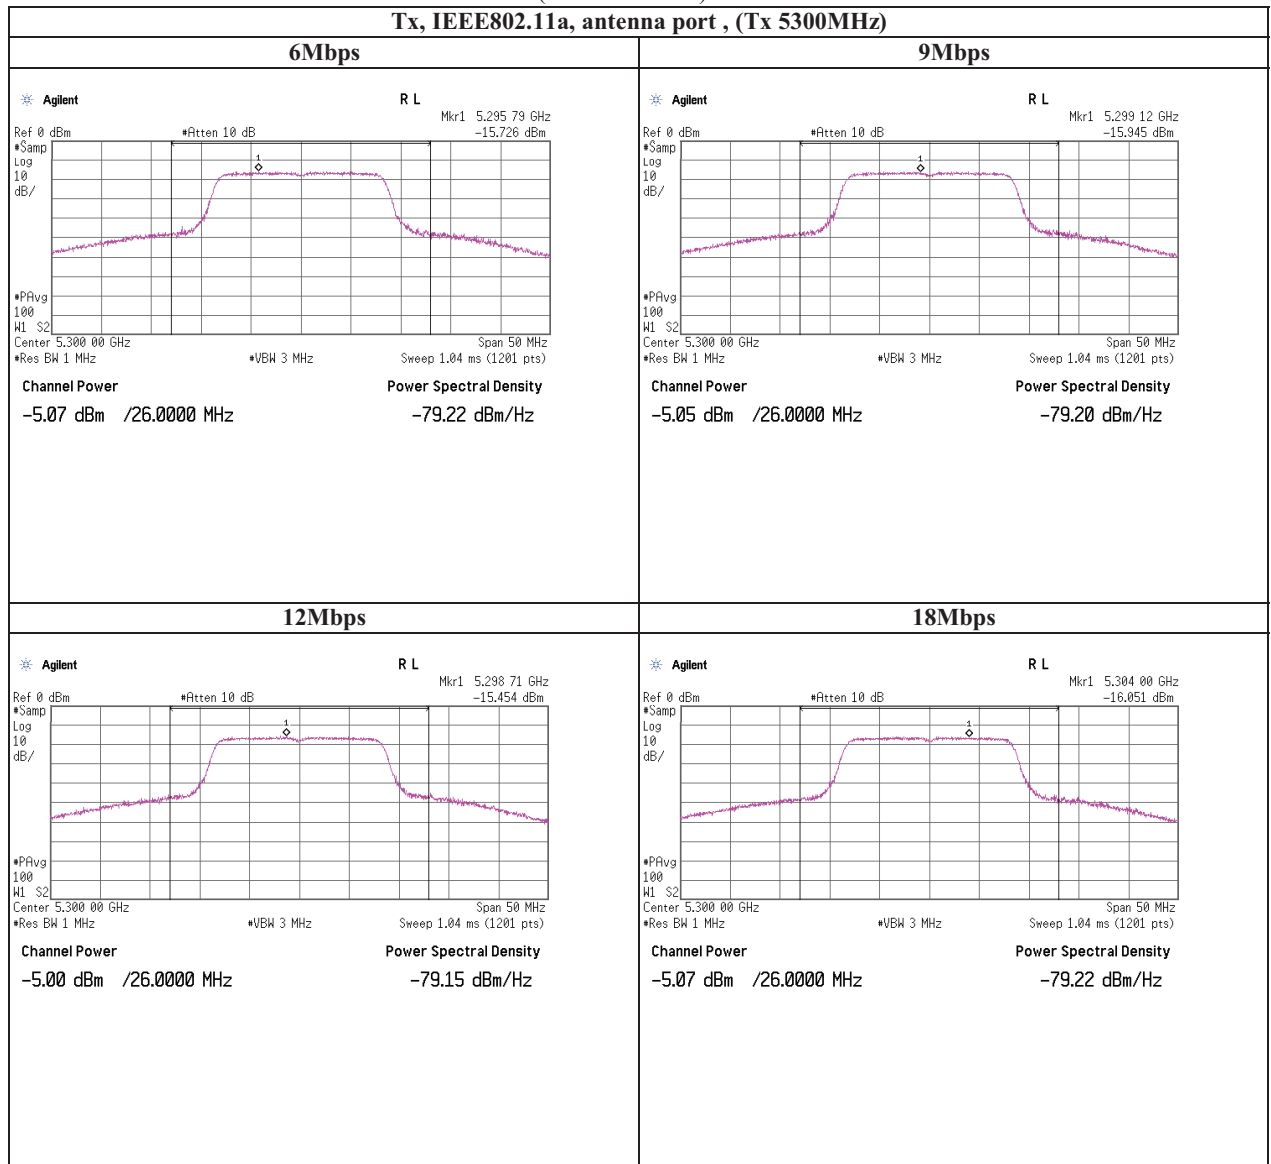 Tx, IEEE802.11a, antenna port , (Tx 5300MHz)
6Mbps
9Mbps
Agilent
R L
Mkr1 5.295 79 GHz
Ref 0 dBm
#Atten 10 dB
-15.726 dBm
#Samp
Log
10
dB/
1
#PAvg
100
W1 S2
Center 5.300 00 GHz
Span 50 MHz
#Res BW 1 MHz
#VBW 3 MHz
Sweep 1.04 ms (1201 pts)
Channel Power
Power Spectral Density
-5.07 dBm /26.0000 MHz
-79.22 dBm/Hz
Agilent
R L
Mkr1 5.299 12 GHz
Ref 0 dBm
#Atten 10 dB
-15.945 dBm
#Samp
Log
10
dB/
1
#PAvg
100
W1 S2
Center 5.300 00 GHz
Span 50 MHz
#Res BW 1 MHz
#VBW 3 MHz
Sweep 1.04 ms (1201 pts)
Channel Power
Power Spectral Density
-5.05 dBm /26.0000 MHz
-79.20 dBm/Hz
12Mbps
18Mbps
Agilent
R L
Mkr1 5.298 71 GHz
Ref 0 dBm
#Atten 10 dB
-15.454 dBm
#Samp
Log
10
dB/
1
#PAvg
100
W1 S2
Center 5.300 00 GHz
Span 50 MHz
#Res BW 1 MHz
#VBW 3 MHz
Sweep 1.04 ms (1201 pts)
Channel Power
Power Spectral Density
-5.00 dBm /26.0000 MHz
-79.15 dBm/Hz
Agilent
R L
Mkr1 5.304 00 GHz
Ref 0 dBm
#Atten 10 dB
-16.051 dBm
#Samp
Log
10
dB/
1
#PAvg
100
W1 S2
Center 5.300 00 GHz
Span 50 MHz
#Res BW 1 MHz
#VBW 3 MHz
Sweep 1.04 ms (1201 pts)
Channel Power
Power Spectral Density
-5.07 dBm /26.0000 MHz
-79.22 dBm/Hz